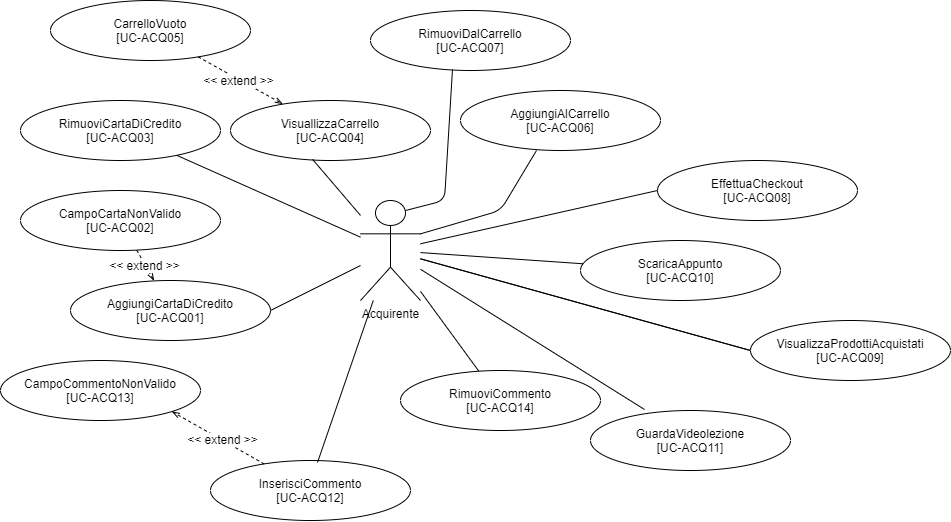 CarrelloVuoto
[UC-ACQ05]
RimuoviDalCarrello
[UC-ACQ07]
<< extend >>
RimuoviCartaDiCredito
[UC-ACQ03]
VisuallizzaCarrello
[UC-ACQ04]
AggiungiAlCarrello
[UC-ACQ06]
EffettuaCheckout
[UC-ACQ08]
CampoCartaNonValido
[UC-ACQ02]
<< extend >>
ScaricaAppunto
[UC-ACQ10]
AggiungiCartaDiCredito
[UC-ACQ01]
Acquirente
VisualizzaProdottiAcquistati
[UC-ACQ09]
CampoCommentoNonValido
[UC-ACQ13]
RimuoviCommento
[UC-ACQ14]
<< extend >>
GuardaVideolezione
[UC-ACQ11]
InserisciCommento
[UC-ACQ12]